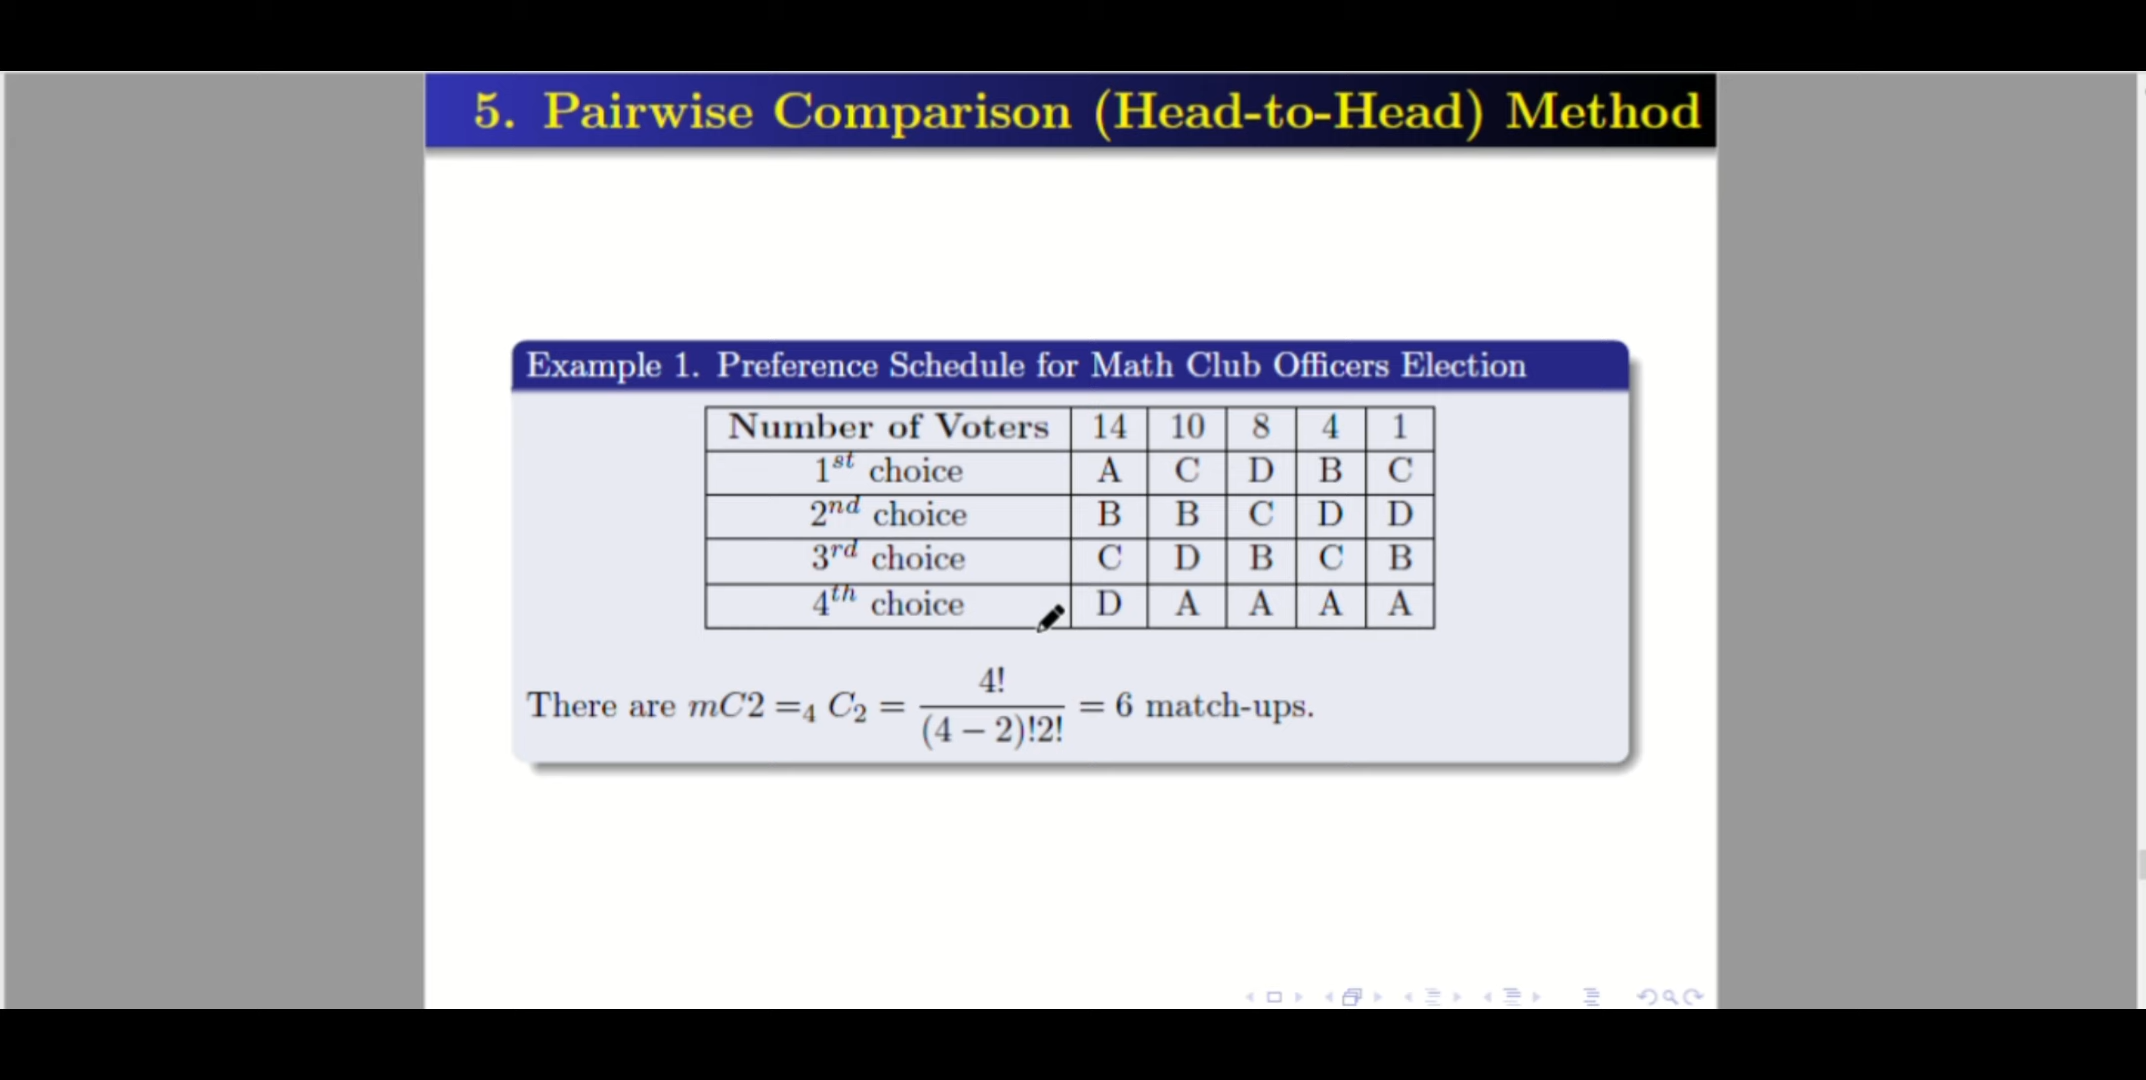 5. Pairwise Comparison (Head-to-Head) Method
Example 1. Preference Schedule for Math Club Officers Election
Number of Voters 14 10 8 4 1
1st choice A C D B C
2nd choice B B C D D
3rd choice C D B C B
4th choice D A A A A
There are mC2 =₄ C₂ = 4! / (4 − 2)!2! = 6 match-ups.